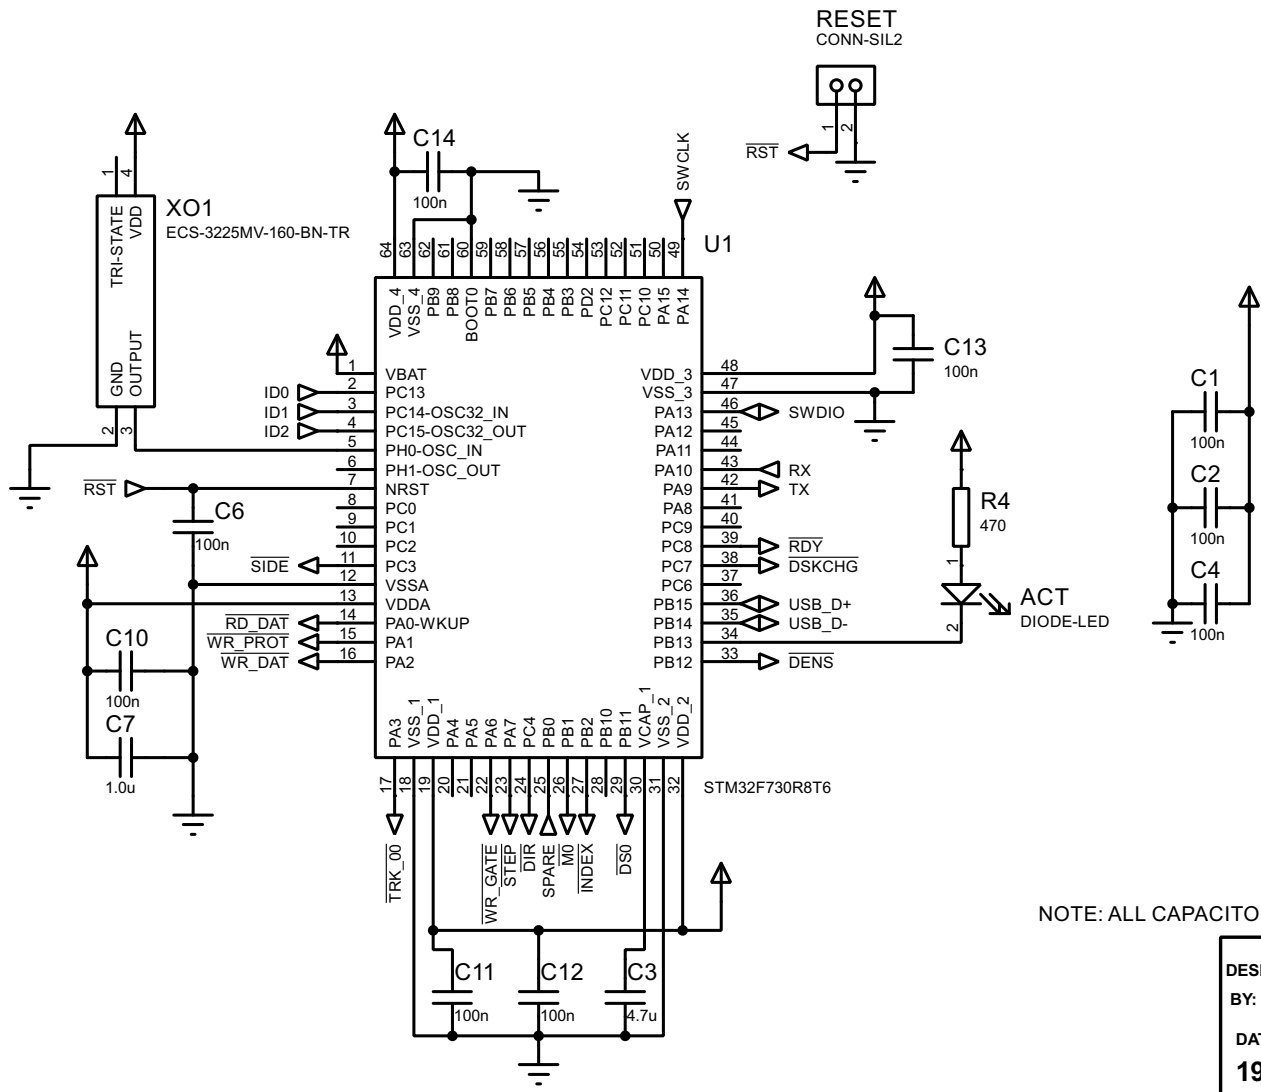 RESET
CONN-SIL2
1
2
RST
C14
100n
SWCLK
1
4
TRI-STATE
VDD
GND
OUTPUT
2
3
XO1
ECS-3225MV-160-BN-TR
64
63
62
61
60
59
58
57
56
55
54
53
52
51
50
49
U1
VDD_4
VSS_4
PB9
PB8
BOOT0
PB7
PB6
PB5
PB4
PB3
PD2
PC12
PC11
PC10
PA15
PA14
1 VBAT
ID0 2 PC13
ID1 3 PC14-OSC32_IN
ID2 4 PC15-OSC32_OUT
5 PH0-OSC_IN
6 PH1-OSC_OUT
RST 7 NRST
8 PC0
9 PC1
10 PC2
SIDE 11 PC3
12 VSSA
13 VDDA
RD_DAT 14 PA0-WKUP
WR_PROT 15 PA1
WR_DAT 16 PA2
C6
100n
C10
100n
C7
1.0u
VDD_3 48
VSS_3 47
PA13 46 SWDIO
PA12 45
PA11 44
PA10 43 RX
PA9 42 TX
PA8 41
PC9 40
PC8 39 RDY
PC7 38 DSKCHG
PC6 37
PB15 36 USB_D+
PB14 35 USB_D-
PB13 34
PB12 33 DENS
C13
100n
R4
470
1
2
ACT
DIODE-LED
C1
100n
C2
100n
C4
100n
PA3
VSS_1
VDD_1
PA4
PA5
PA6
PA7
PC4
PB0
PB1
PB2
PB10
PB11
VCAP_1
VSS_2
VDD_2
17
18
19
20
21
22
23
24
25
26
27
28
29
30
31
32
STM32F730R8T6
TRK_00
WR_GATE
STEP
DIR
SPARE
M0
INDEX
DS0
C11
100n
C12
100n
C3
4.7u
NOTE: ALL CAPACITO
DESI
BY:
DAT
19